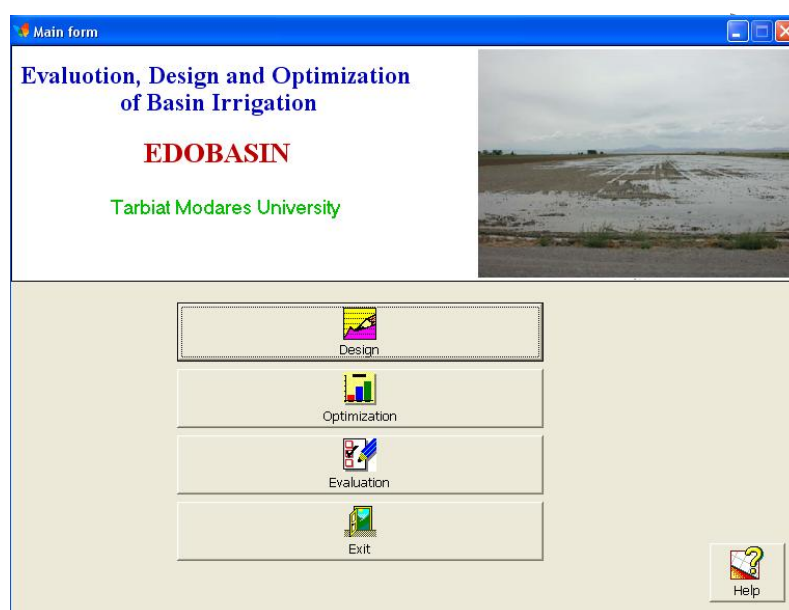 Main form
Evaluotion, Design and Optimization
of Basin Irrigation
EDOBASIN
Tarbiat Modares University
Design
Optimization
Evaluation
Exit
Help